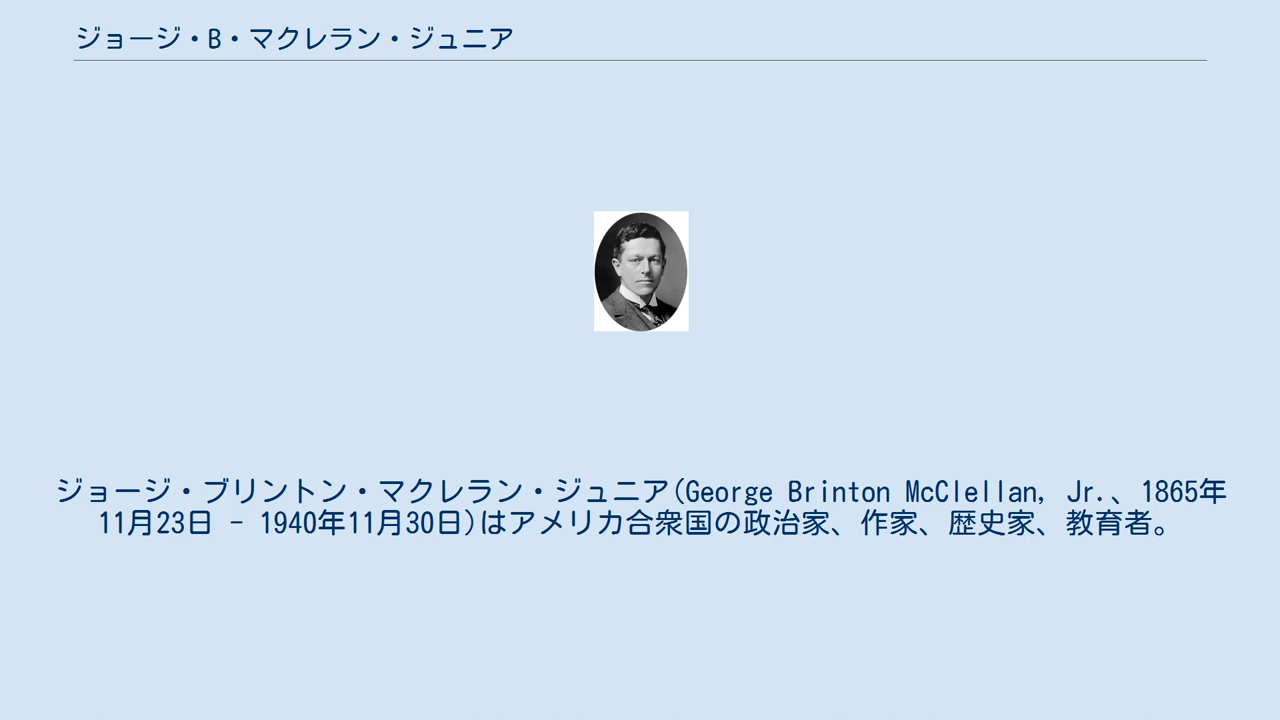 ジョージ・B・マクレラン・ジュニア
ジョージ・ブリントン・マクレラン・ジュニア(George Brinton McClellan, Jr.、1865年
11月23日 - 1940年11月30日)はアメリカ合衆国の政治家、作家、歴史家、教育者。